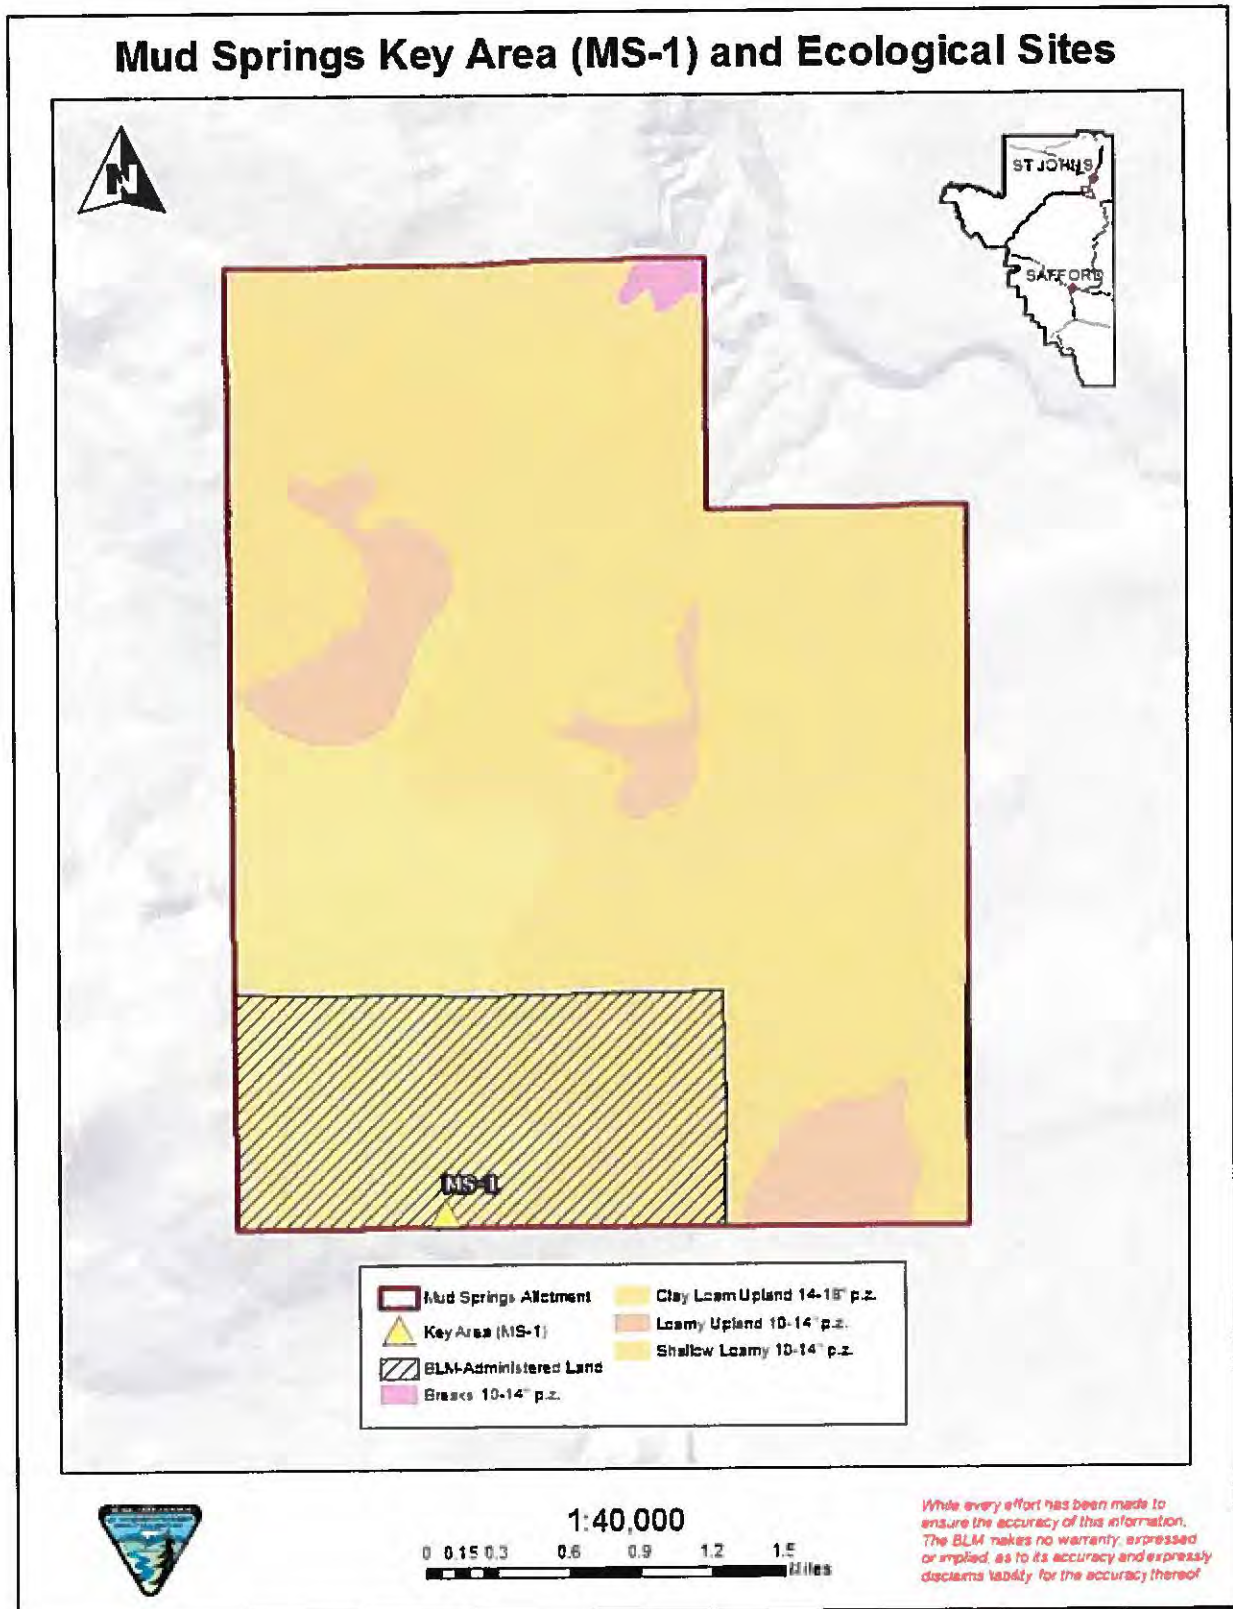 Mud Springs Key Area (MS-1) and Ecological Sites
N
ST JOHNS
SAFFORD
MS-1
Mud Springs Allotment
Key Area (MS-1)
BLM-Administered Land
Breaks 10-14" p.z.
Clay Loam Upland 14-18" p.z.
Loamy Upland 10-14" p.z.
Shallow Loamy 10-14" p.z.
1:40,000
0 0.15 0.3 0.6 0.9 1.2 1.5
Miles
While every effort has been made to
ensure the accuracy of this information,
The BLM makes no warranty, expressed
or implied, as to its accuracy and expressly
disclaims liability for the accuracy thereof